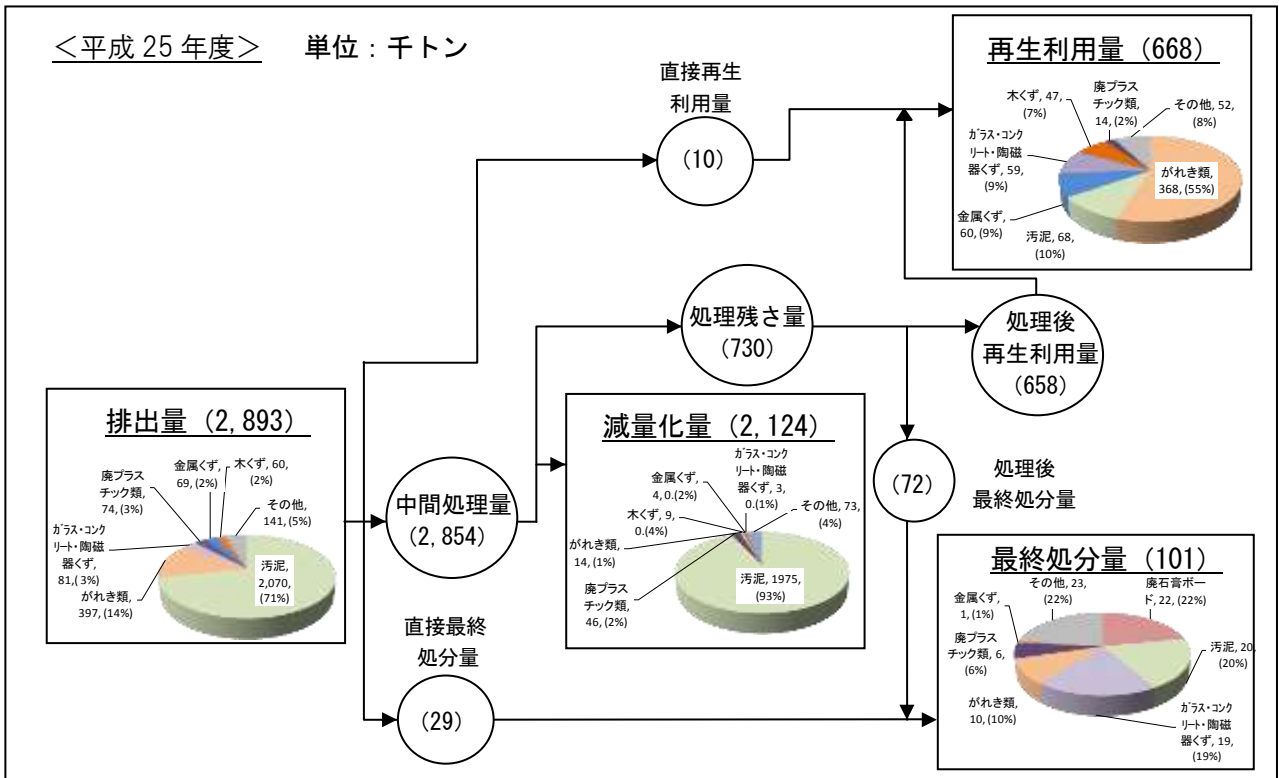 ＜平成 25 年度＞　単位：千トン
直接再生
利用量
(10)
再生利用量 (668)
木くず, 47,
(7%)
廃プラス
チック類,
14, (2%)
その他, 52,
(8%)
ガラス・コンク
リート・陶磁
器くず, 59,
(9%)
がれき類,
368, (55%)
金属くず,
60, (9%)
汚泥, 68,
(10%)
処理残さ量
(730)
処理後
再生利用量
(658)
排出量 (2,893)
廃プラス
チック類,
74, (3%)
金属くず,
69, (2%)
木くず, 60,
(2%)
その他,
141, (5%)
ガラス・コンク
リート・陶磁
器くず,
81,( 3%)
がれき類,
397, (14%)
汚泥,
2,070,
(71%)
中間処理量
(2,854)
減量化量 (2,124)
金属くず,
4, 0.(2%)
ガラス・コンク
リート・陶磁
器くず, 3,
0.(1%)
その他, 73,
(4%)
木くず, 9,
0.(4%)
がれき類,
14, (1%)
廃プラス
チック類,
46, (2%)
汚泥, 1975,
(93%)
(72)
処理後
最終処分量
直接最終
処分量
(29)
最終処分量 (101)
その他, 23,
(22%)
廃石膏ボー
ド, 22, (22%)
金属くず,
1, (1%)
廃プラス
チック類, 6,
(6%)
汚泥, 20,
(20%)
がれき類,
10, (10%)
ガラス・コンク
リート・陶磁
器くず, 19,
(19%)